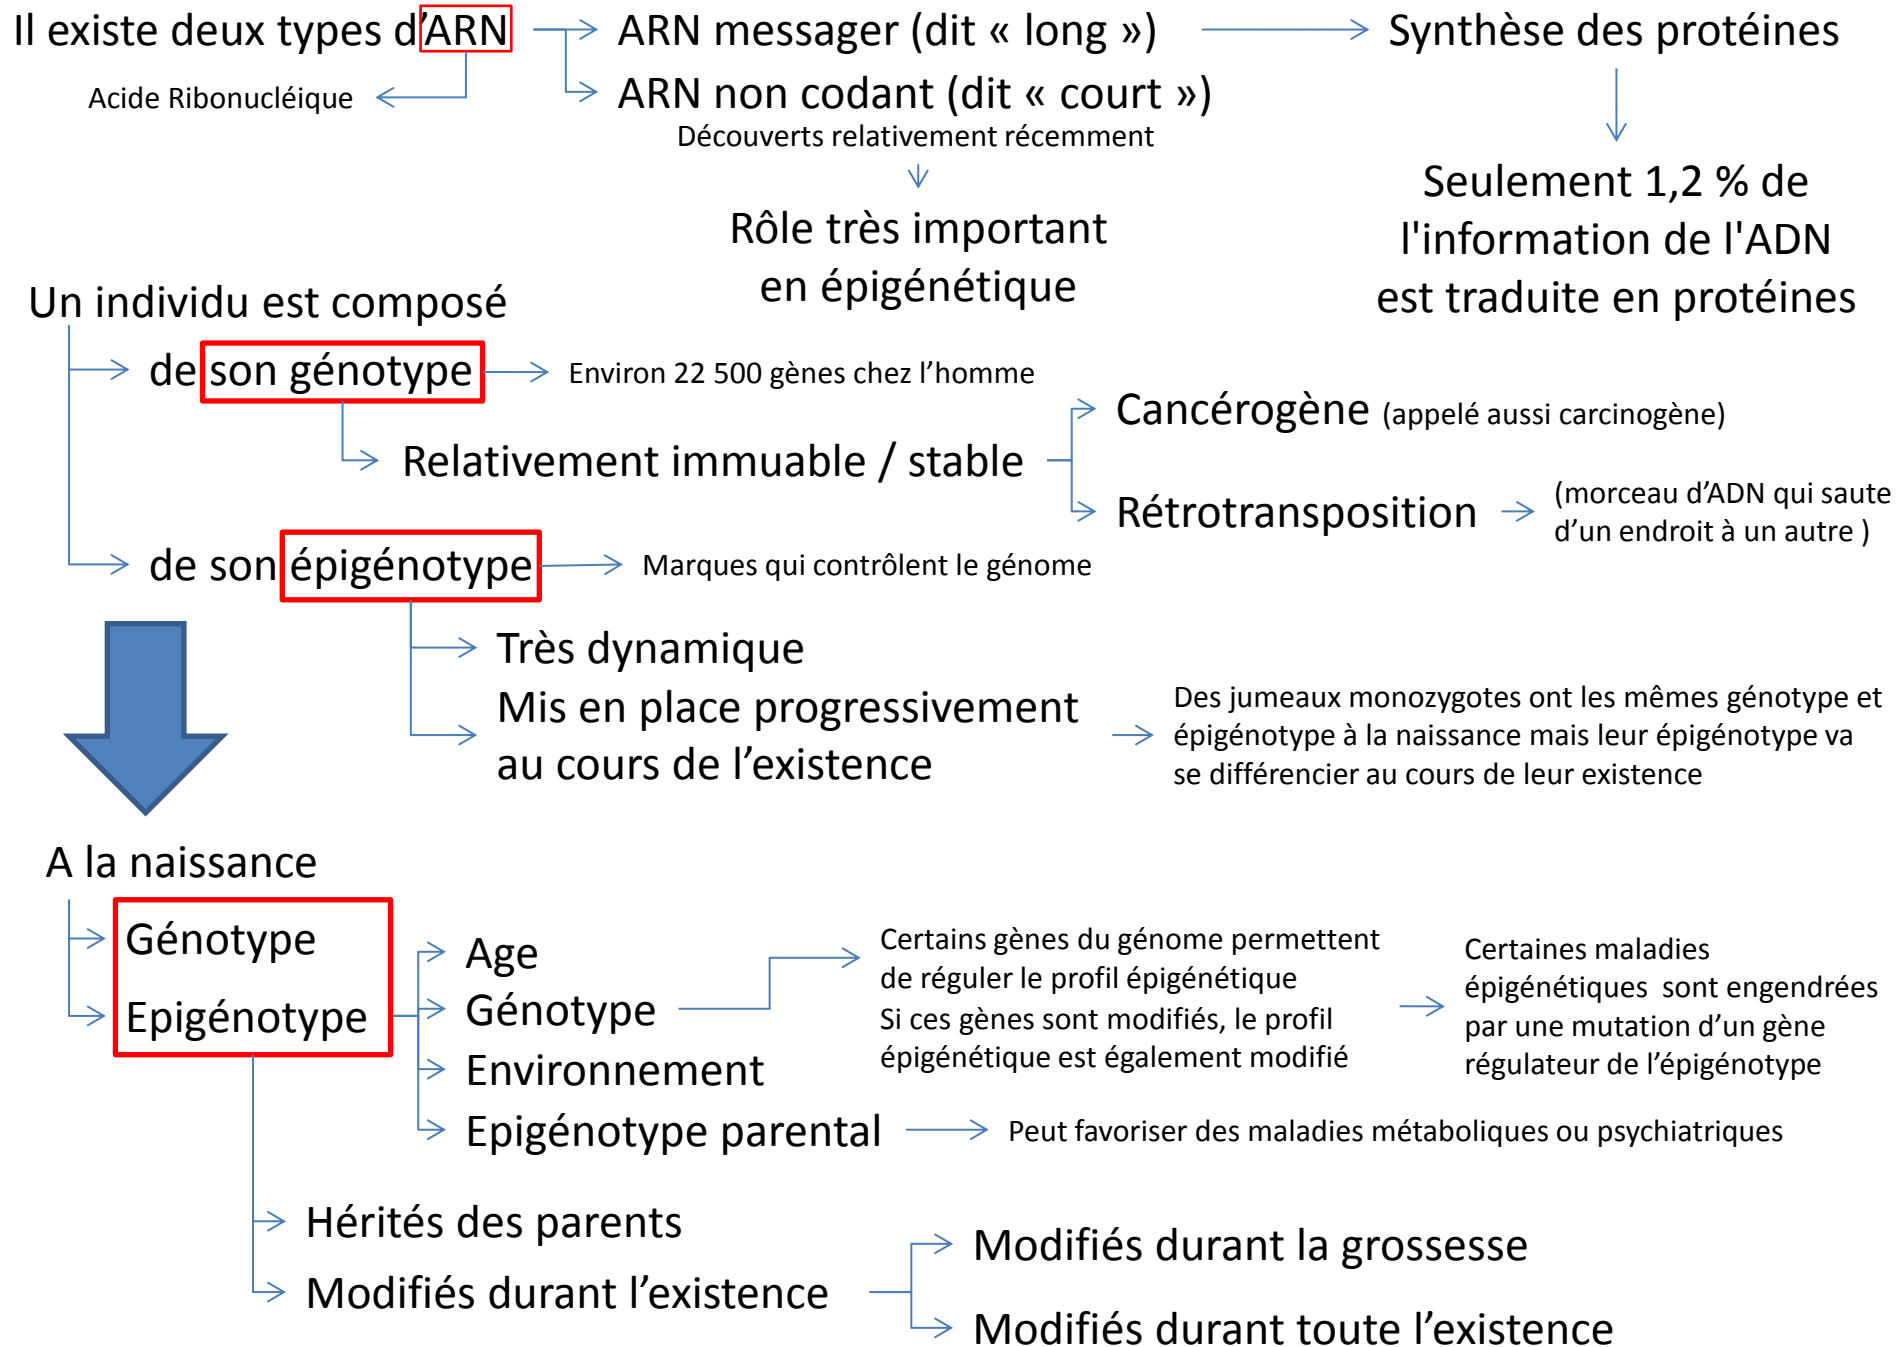 Il existe deux types d’ARN
ARN messager (dit « long »)
Synthèse des protéines
Acide Ribonucléique
ARN non codant (dit « court »)
Découverts relativement récemment
Rôle très important
en épigénétique
Seulement 1,2 % de
l'information de l'ADN
est traduite en protéines
Un individu est composé
de son génotype
Environ 22 500 gènes chez l’homme
Relativement immuable / stable
Cancérogène (appelé aussi carcinogène)
Rétrotransposition
(morceau d’ADN qui saute
d’un endroit à un autre )
de son épigénotype
Marques qui contrôlent le génome
Très dynamique
Mis en place progressivement
au cours de l’existence
Des jumeaux monozygotes ont les mêmes génotype et
épigénotype à la naissance mais leur épigénotype va
se différencier au cours de leur existence
A la naissance
Génotype
Epigénotype
Age
Génotype
Environnement
Epigénotype parental
Certains gènes du génome permettent
de réguler le profil épigénétique
Si ces gènes sont modifiés, le profil
épigénétique est également modifié
Certaines maladies
épigénétiques  sont engendrées
par une mutation d’un gène
régulateur de l’épigénotype
Peut favoriser des maladies métaboliques ou psychiatriques
Hérités des parents
Modifiés durant l’existence
Modifiés durant la grossesse
Modifiés durant toute l’existence